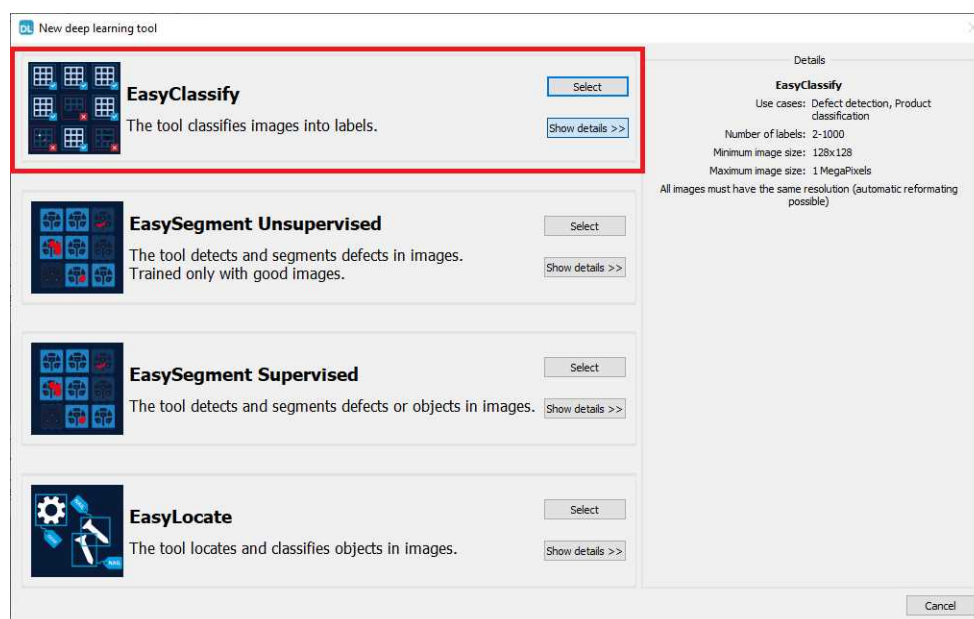 DL New deep learning tool
EasyClassify
The tool classifies images into labels.
Select
Show details >>
EasySegment Unsupervised
The tool detects and segments defects in images.
Trained only with good images.
Select
Show details >>
EasySegment Supervised
The tool detects and segments defects or objects in images.
Select
Show details >>
EasyLocate
The tool locates and classifies objects in images.
Select
Show details >>
NAIL
NAIL
Details
EasyClassify
Use cases: Defect detection, Product
classification
Number of labels: 2-1000
Minimum image size: 128x128
Maximum image size: 1 MegaPixels
All images must have the same resolution (automatic reformating
possible)
Cancel